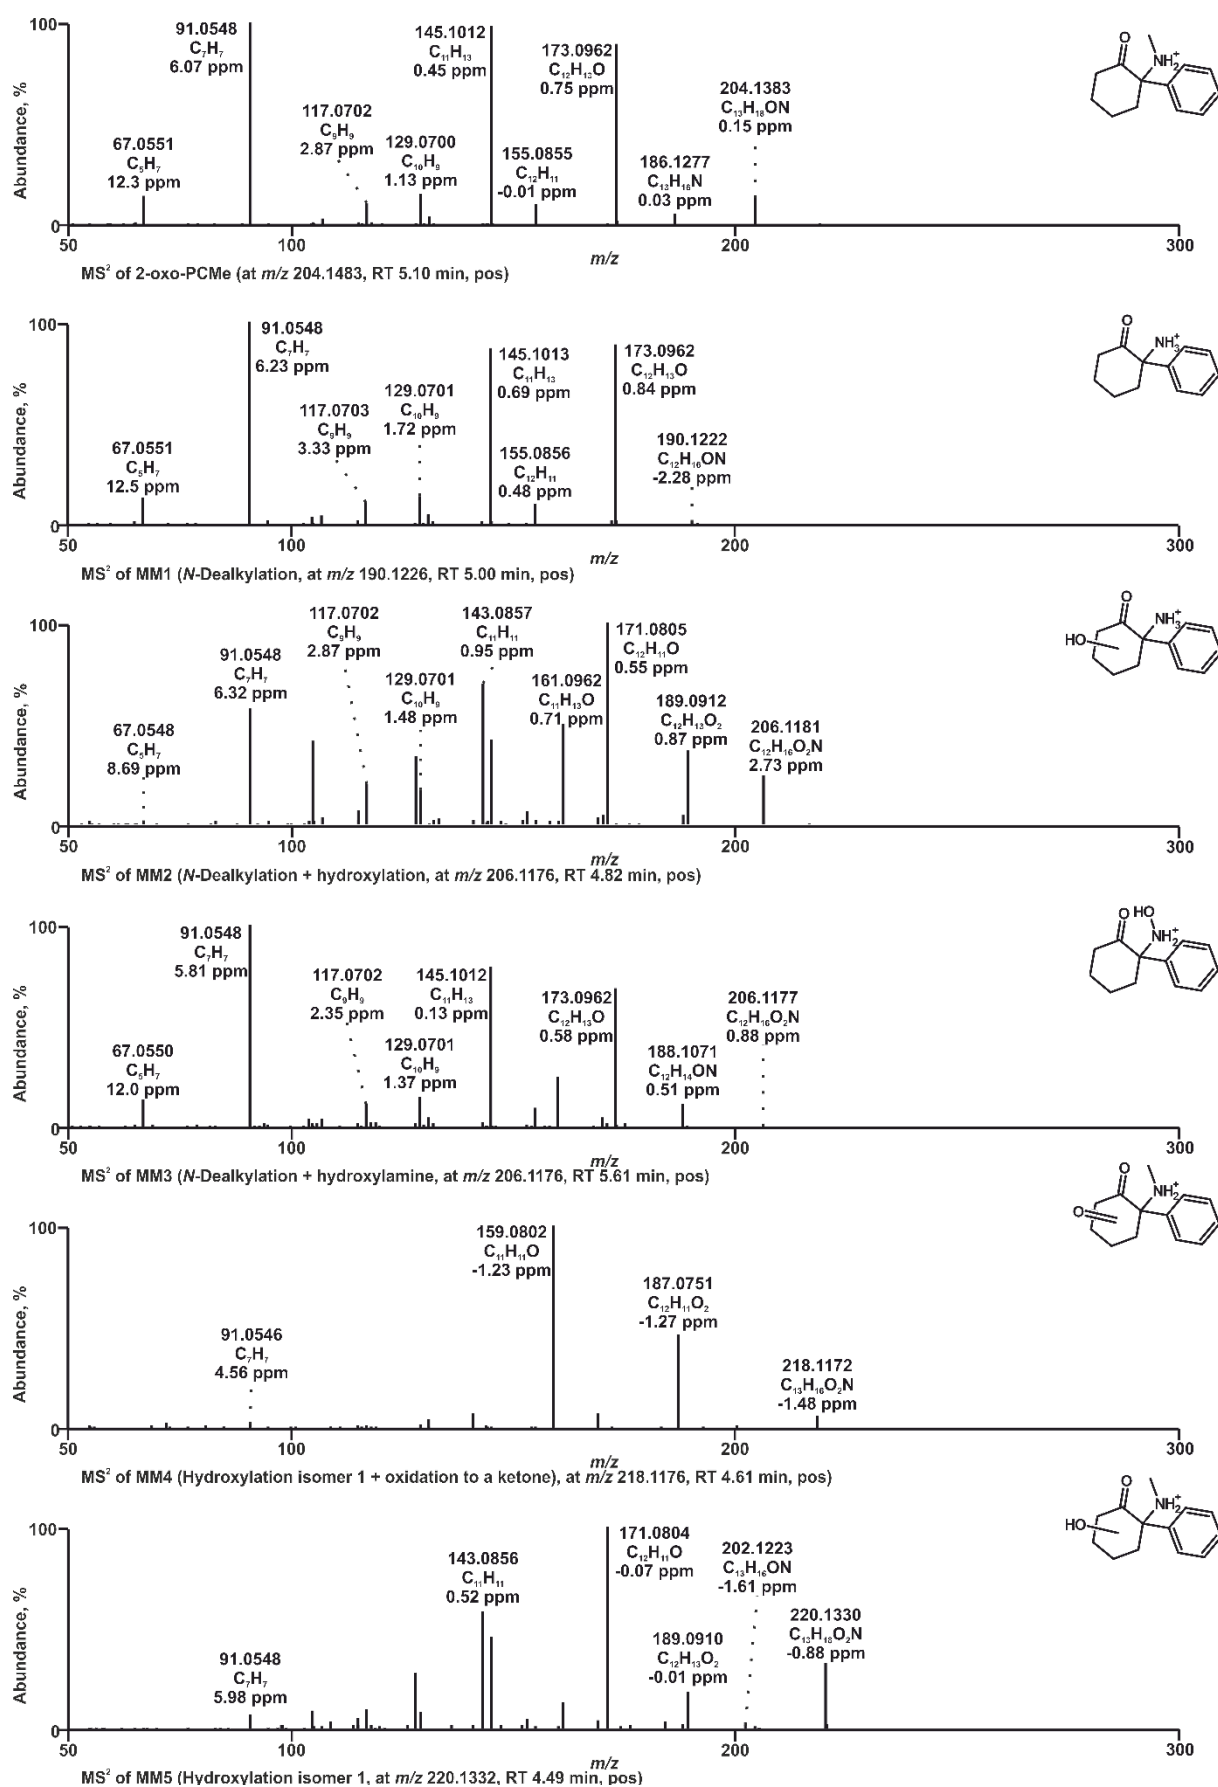 Abundance, %
100
0
91.0548
C₇H₇
6.07 ppm
145.1012
C₁₁H₁₃
0.45 ppm
173.0962
C₁₂H₁₃O
0.75 ppm
204.1383
C₁₃H₁₈ON
0.15 ppm
117.0702
C₉H₉
2.87 ppm
129.0700
C₁₀H₉
1.13 ppm
67.0551
C₅H₇
12.3 ppm
155.0855
C₁₂H₁₁
-0.01 ppm
186.1277
C₁₃H₁₆N
0.03 ppm
O
NH₂⁺
50
100
200
300
m/z
MS² of 2-oxo-PCMe (at m/z 204.1483, RT 5.10 min, pos)
Abundance, %
100
0
91.0548
C₇H₇
6.23 ppm
145.1013
C₁₁H₁₃
0.69 ppm
173.0962
C₁₂H₁₃O
0.84 ppm
129.0701
C₁₀H₉
1.72 ppm
117.0703
C₉H₉
3.33 ppm
67.0551
C₅H₇
12.5 ppm
155.0856
C₁₂H₁₁
0.48 ppm
190.1222
C₁₂H₁₆ON
-2.28 ppm
O
NH₃⁺
50
100
200
300
m/z
MS² of MM1 (N-Dealkylation, at m/z 190.1226, RT 5.00 min, pos)
Abundance, %
100
0
117.0702
C₉H₉
2.87 ppm
143.0857
C₁₁H₁₁
0.95 ppm
171.0805
C₁₂H₁₁O
0.55 ppm
91.0548
C₇H₇
6.32 ppm
129.0701
C₁₀H₉
1.48 ppm
161.0962
C₁₁H₁₃O
0.71 ppm
189.0912
C₁₂H₁₃O₂
0.87 ppm
206.1181
C₁₂H₁₆O₂N
2.73 ppm
67.0548
C₅H₇
8.69 ppm
O
NH₃⁺
HO
50
100
200
300
m/z
MS² of MM2 (N-Dealkylation + hydroxylation, at m/z 206.1176, RT 4.82 min, pos)
Abundance, %
100
0
91.0548
C₇H₇
5.81 ppm
117.0702
C₉H₉
2.35 ppm
145.1012
C₁₁H₁₃
0.13 ppm
173.0962
C₁₂H₁₃O
0.58 ppm
206.1177
C₁₂H₁₆O₂N
0.88 ppm
67.0550
C₅H₇
12.0 ppm
129.0701
C₁₀H₉
1.37 ppm
188.1071
C₁₂H₁₄ON
0.51 ppm
HO
O
NH₂⁺
50
100
200
300
m/z
MS² of MM3 (N-Dealkylation + hydroxylamine, at m/z 206.1176, RT 5.61 min, pos)
Abundance, %
100
0
159.0802
C₁₁H₁₁O
-1.23 ppm
187.0751
C₁₂H₁₁O₂
-1.27 ppm
91.0546
C₇H₇
4.56 ppm
218.1172
C₁₃H₁₆O₂N
-1.48 ppm
O
NH₂⁺
O
50
100
200
300
m/z
MS² of MM4 (Hydroxylation isomer 1 + oxidation to a ketone), at m/z 218.1176, RT 4.61 min, pos)
Abundance, %
100
0
171.0804
C₁₂H₁₁O
-0.07 ppm
202.1223
C₁₃H₁₆ON
-1.61 ppm
143.0856
C₁₁H₁₁
0.52 ppm
220.1330
C₁₃H₁₈O₂N
-0.88 ppm
189.0910
C₁₂H₁₃O₂
-0.01 ppm
91.0548
C₇H₇
5.98 ppm
O
NH₂⁺
HO
50
100
200
300
m/z
MS² of MM5 (Hydroxylation isomer 1, at m/z 220.1332, RT 4.49 min, pos)